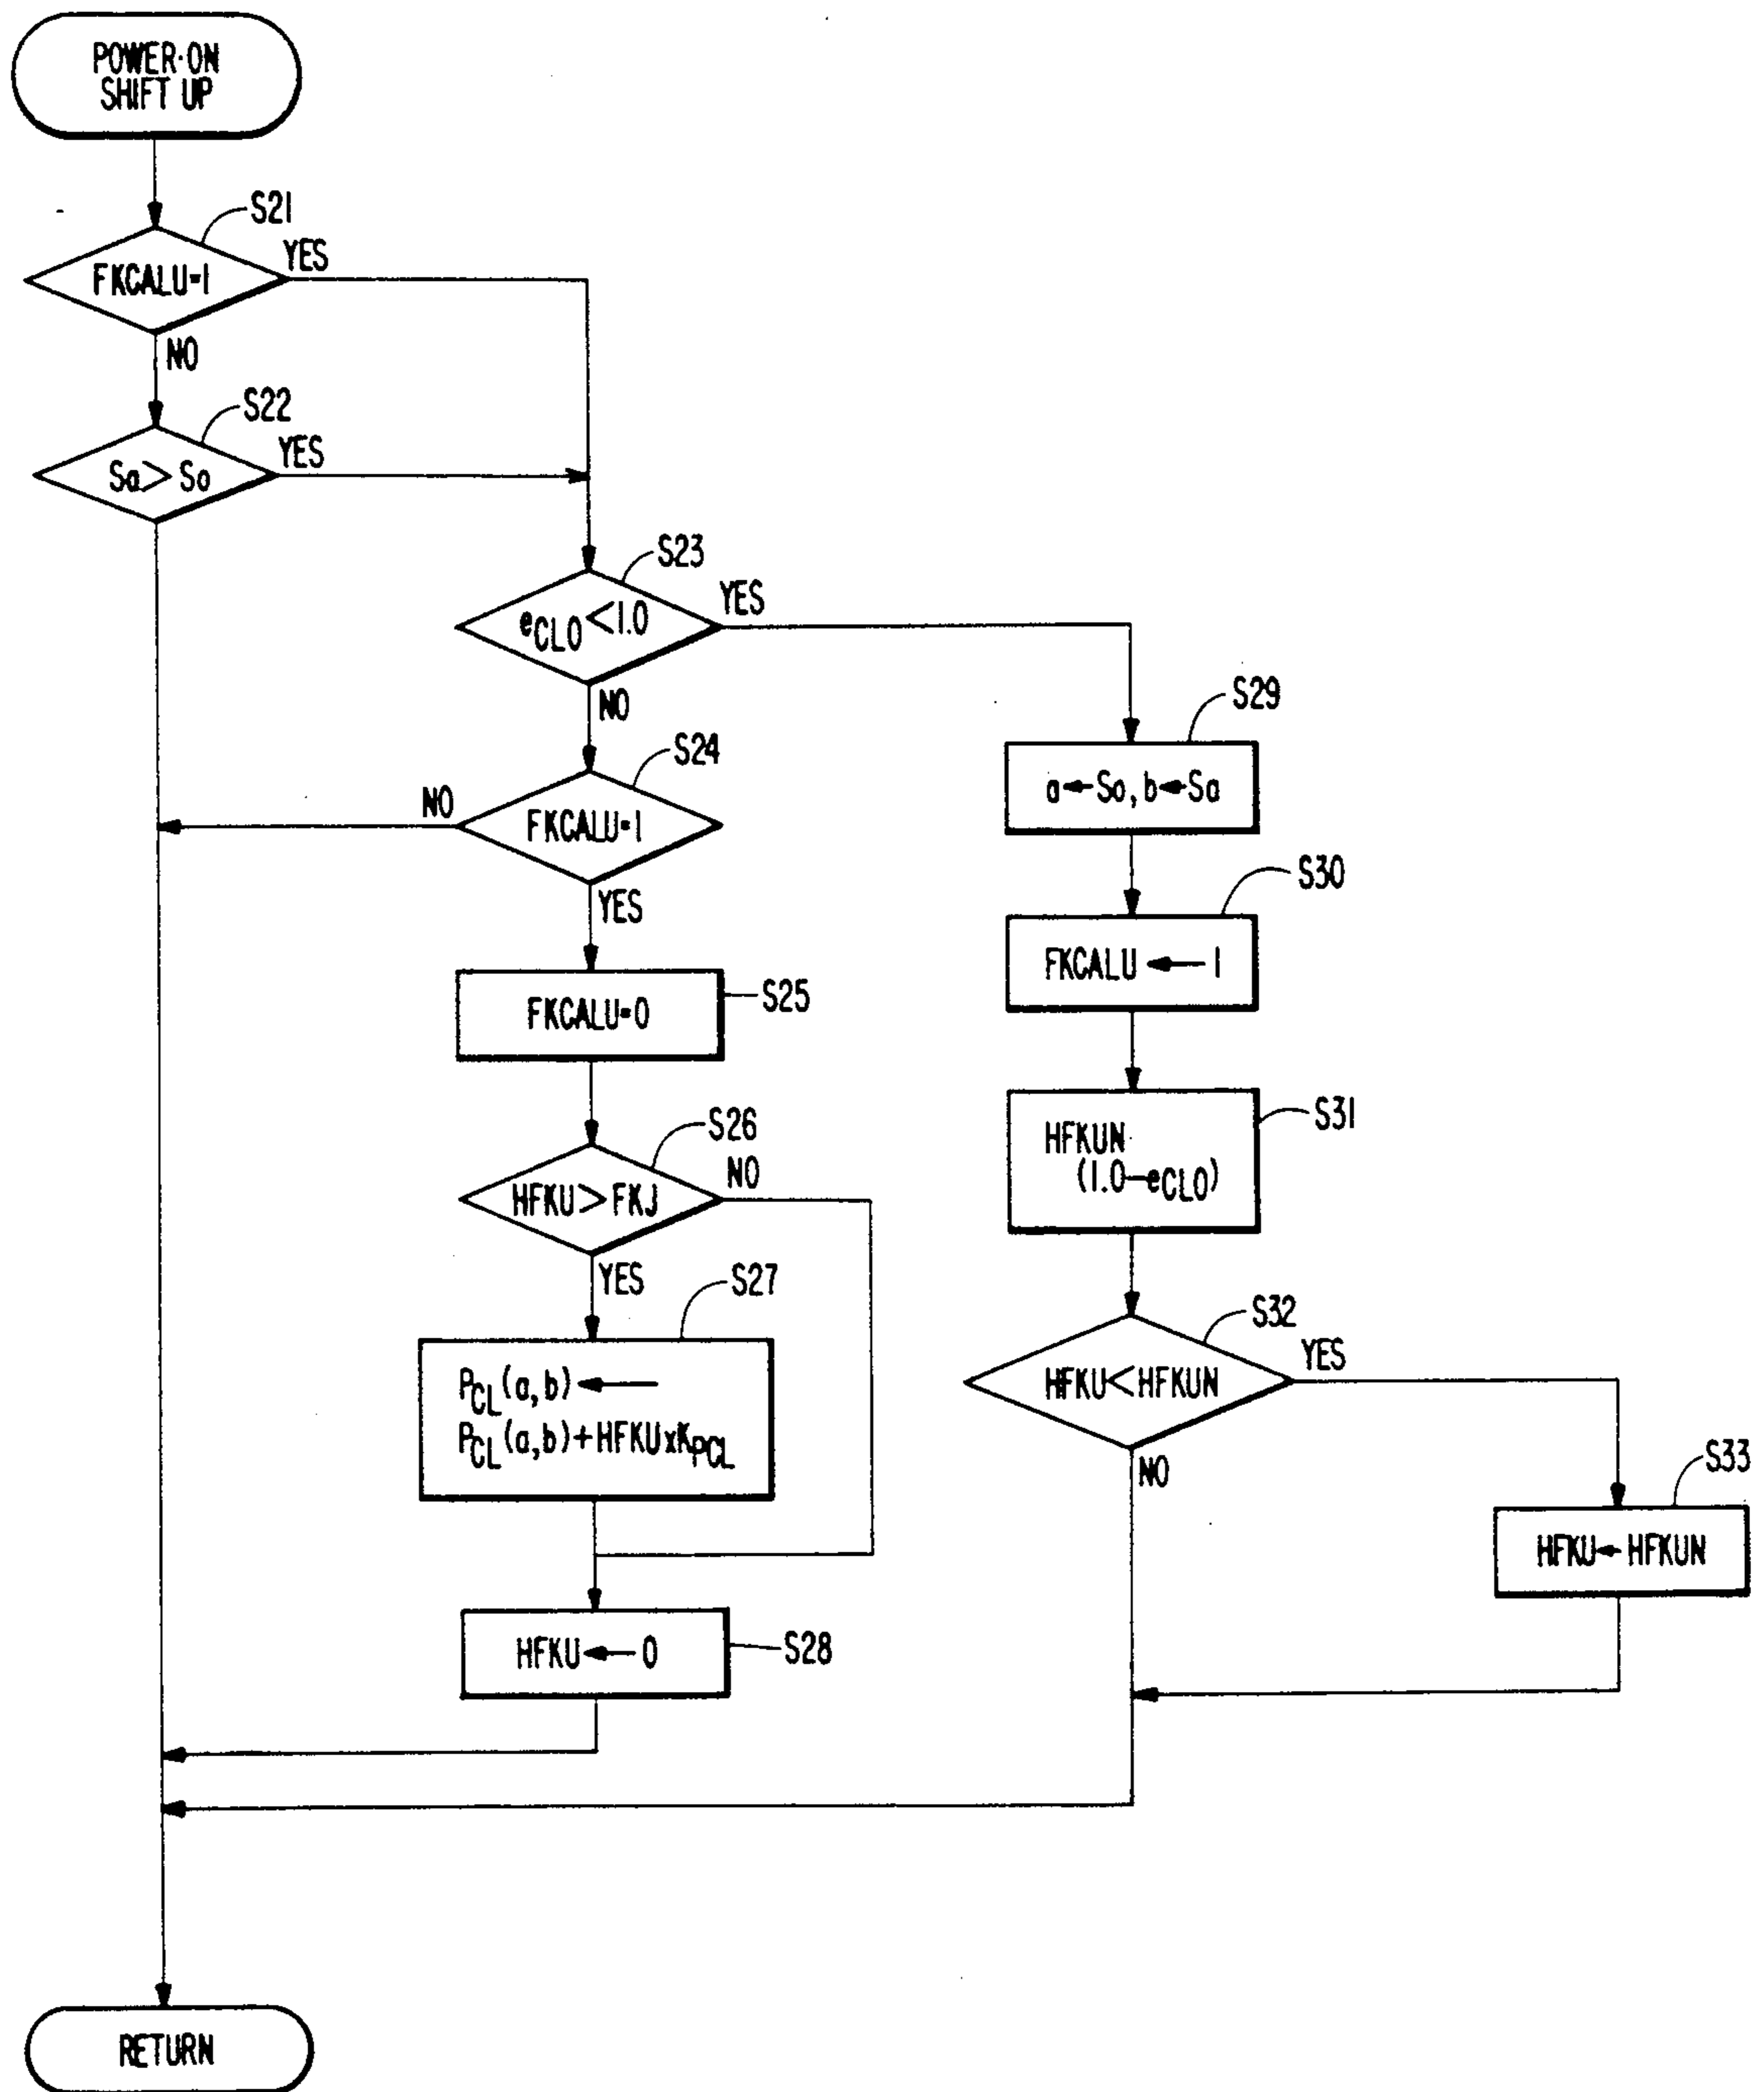 POWER·ON
SHIFT UP
S21
FKCALU=1
YES
NO
S22
Sa>So
YES
S23
eCLO<1.0
YES
NO
S24
FKCALU=1
NO
YES
S25
FKCALU=0
S26
HFKU>FKJ
NO
YES
S27
PCL(a,b)←
PCL(a,b)+HFKU×KPCL
S28
HFKU←0
S29
a←So, b←Sa
S30
FKCALU←1
S31
HFKUN
(1.0-eCLO)
S32
HFKU<HFKUN
YES
NO
S33
HFKU←HFKUN
RETURN